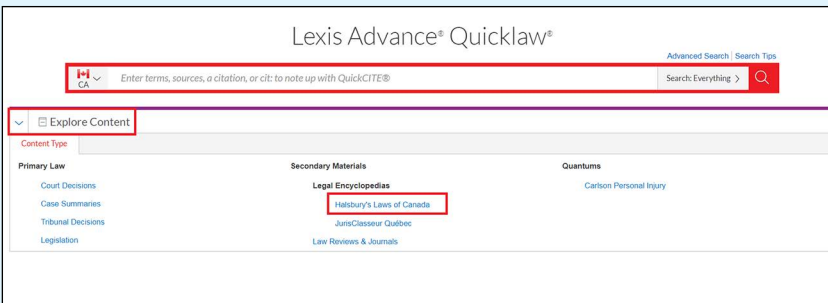 Lexis Advance® Quicklaw®
Advanced Search | Search Tips
CA
Enter terms, sources, a citation, or cit: to note up with QuickCITE®
Search: Everything >
Explore Content
Content Type
Primary Law
Court Decisions
Case Summaries
Tribunal Decisions
Legislation
Secondary Materials
Legal Encyclopedias
Halsbury's Laws of Canada
JurisClasseur Québec
Law Reviews & Journals
Quantums
Carlson Personal Injury